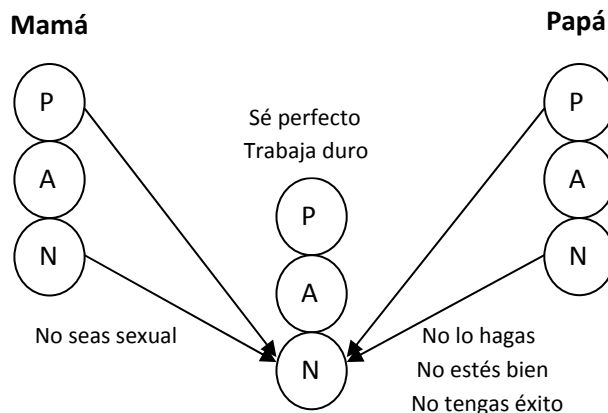 Mamá
Papá
P
A
N
Sé perfecto
Trabaja duro
P
A
N
P
A
N
No seas sexual
No lo hagas
No estés bien
No tengas éxito